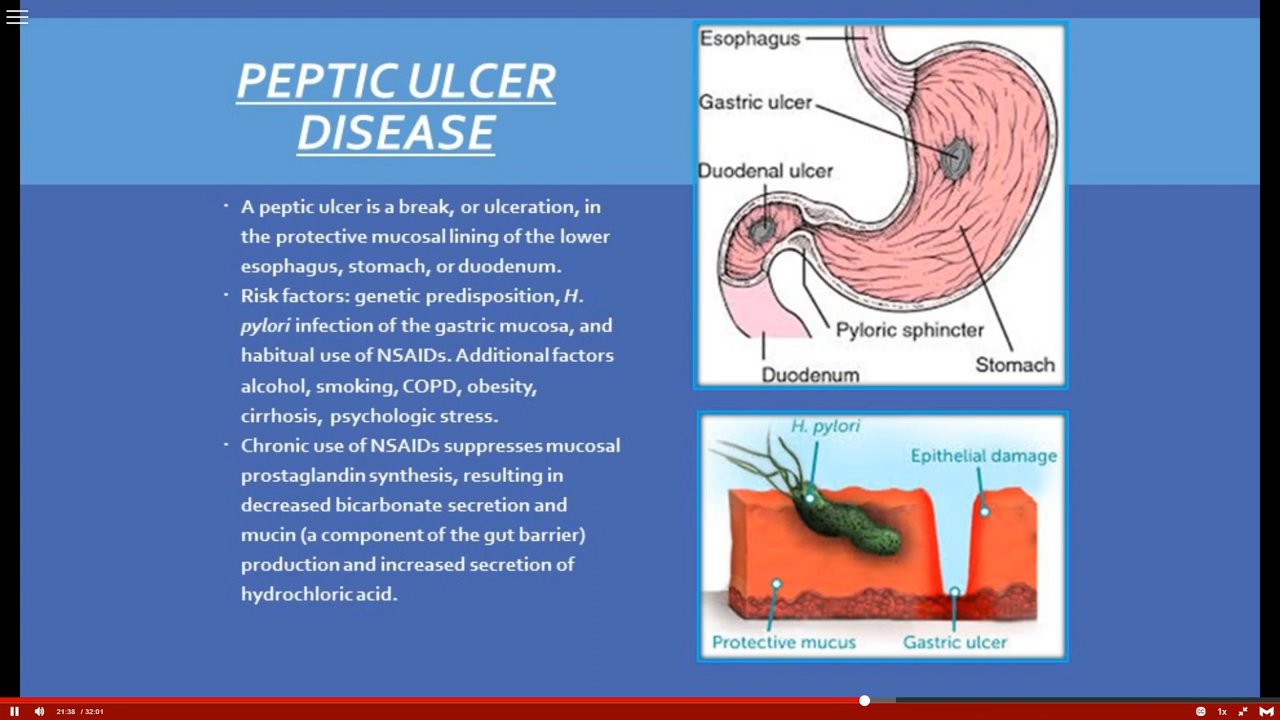 PEPTIC ULCER
DISEASE
· A peptic ulcer is a break, or ulceration, in
the protective mucosal lining of the lower
esophagus, stomach, or duodenum.
· Risk factors: genetic predisposition, H.
pylori infection of the gastric mucosa, and
habitual use of NSAIDs. Additional factors
alcohol, smoking, COPD, obesity,
cirrhosis, psychologic stress.
· Chronic use of NSAIDs suppresses mucosal
prostaglandin synthesis, resulting in
decreased bicarbonate secretion and
mucin (a component of the gut barrier)
production and increased secretion of
hydrochloric acid.
Esophagus
Gastric ulcer
Duodenal ulcer
Pyloric sphincter
Stomach
Duodenum
H. pylori
Epithelial damage
Protective mucus
Gastric ulcer
21:38 / 32:01
1x